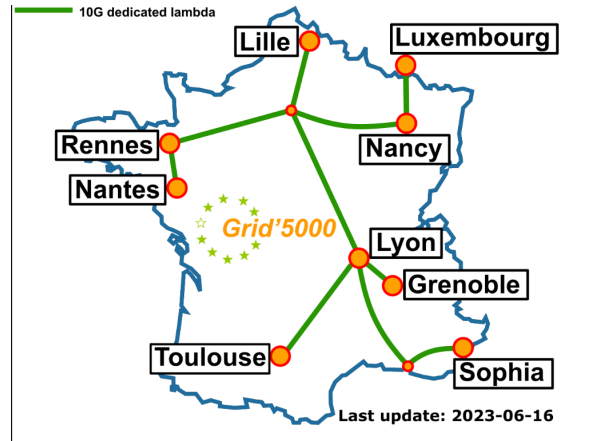 10G dedicated lambda
Lille
Luxembourg
Rennes
Nancy
Nantes
Grid'5000
Lyon
Grenoble
Toulouse
Sophia
Last update: 2023-06-16